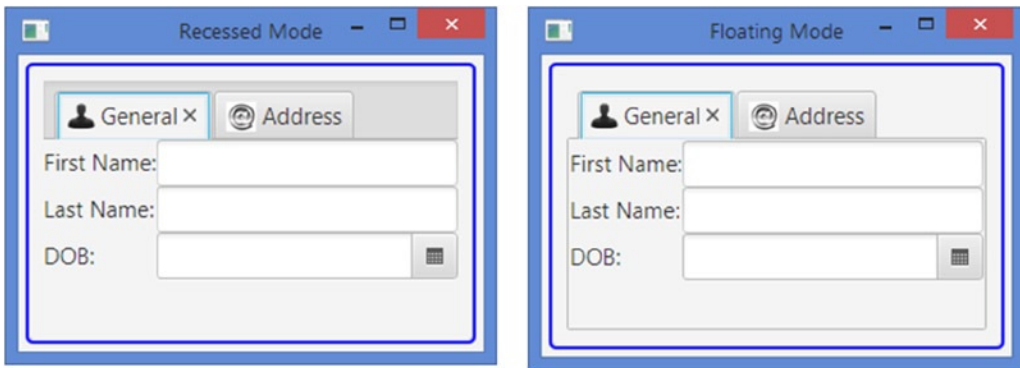 Recessed Mode
General Address
First Name:
Last Name:
DOB:
Floating Mode
General Address
First Name:
Last Name:
DOB: